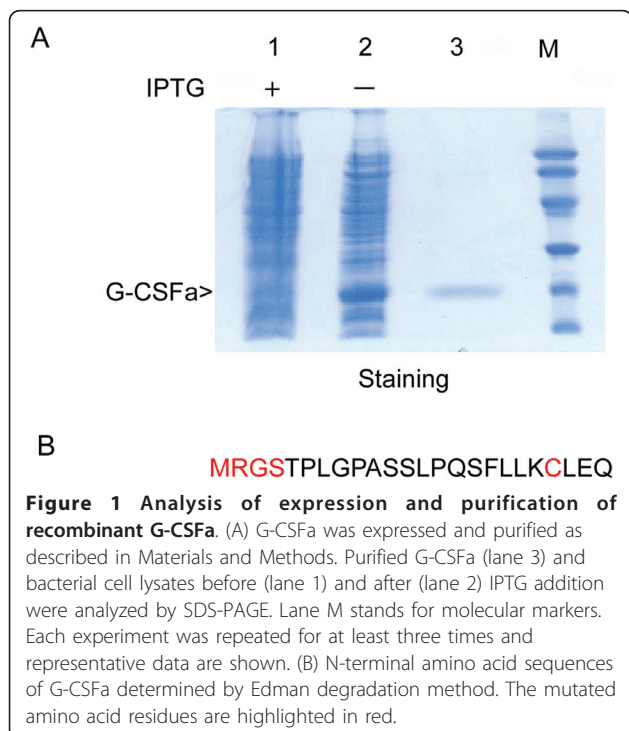 A
1 2 3 M
IPTG + —
G-CSFa>
Staining
B
MRGSTPLGPASSLPQSFLLKCLEQ
Figure 1 Analysis of expression and purification of
recombinant G-CSFa. (A) G-CSFa was expressed and purified as
described in Materials and Methods. Purified G-CSFa (lane 3) and
bacterial cell lysates before (lane 1) and after (lane 2) IPTG addition
were analyzed by SDS-PAGE. Lane M stands for molecular markers.
Each experiment was repeated for at least three times and
representative data are shown. (B) N-terminal amino acid sequences
of G-CSFa determined by Edman degradation method. The mutated
amino acid residues are highlighted in red.